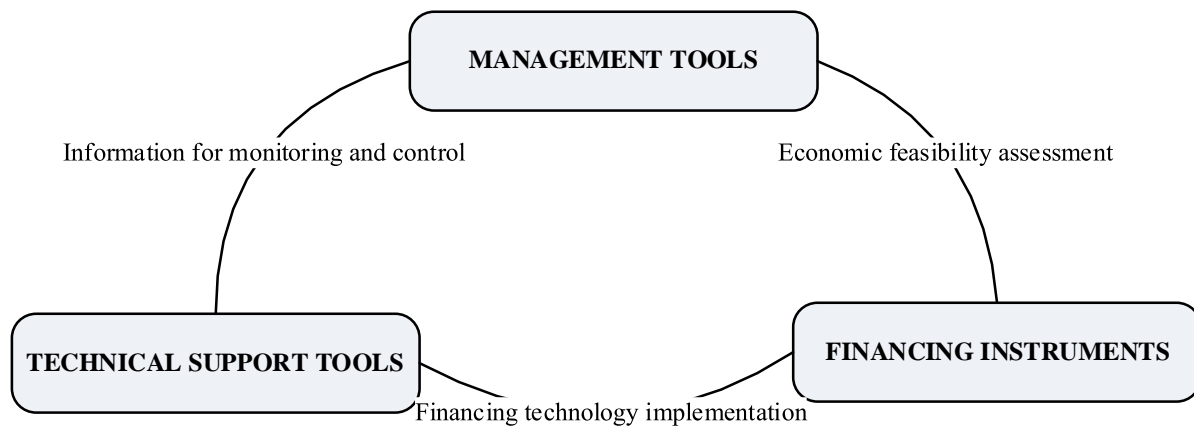 MANAGEMENT TOOLS
Information for monitoring and control
Economic feasibility assessment
TECHNICAL SUPPORT TOOLS
FINANCING INSTRUMENTS
Financing technology implementation